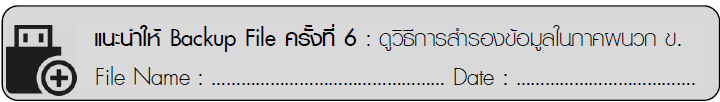 แนะนำให้ Backup File ครั้งที่ 6 : ดูวิธีการสำรองข้อมูลในภาคผนวก ข.
File Name : ............................................... Date : ....................................